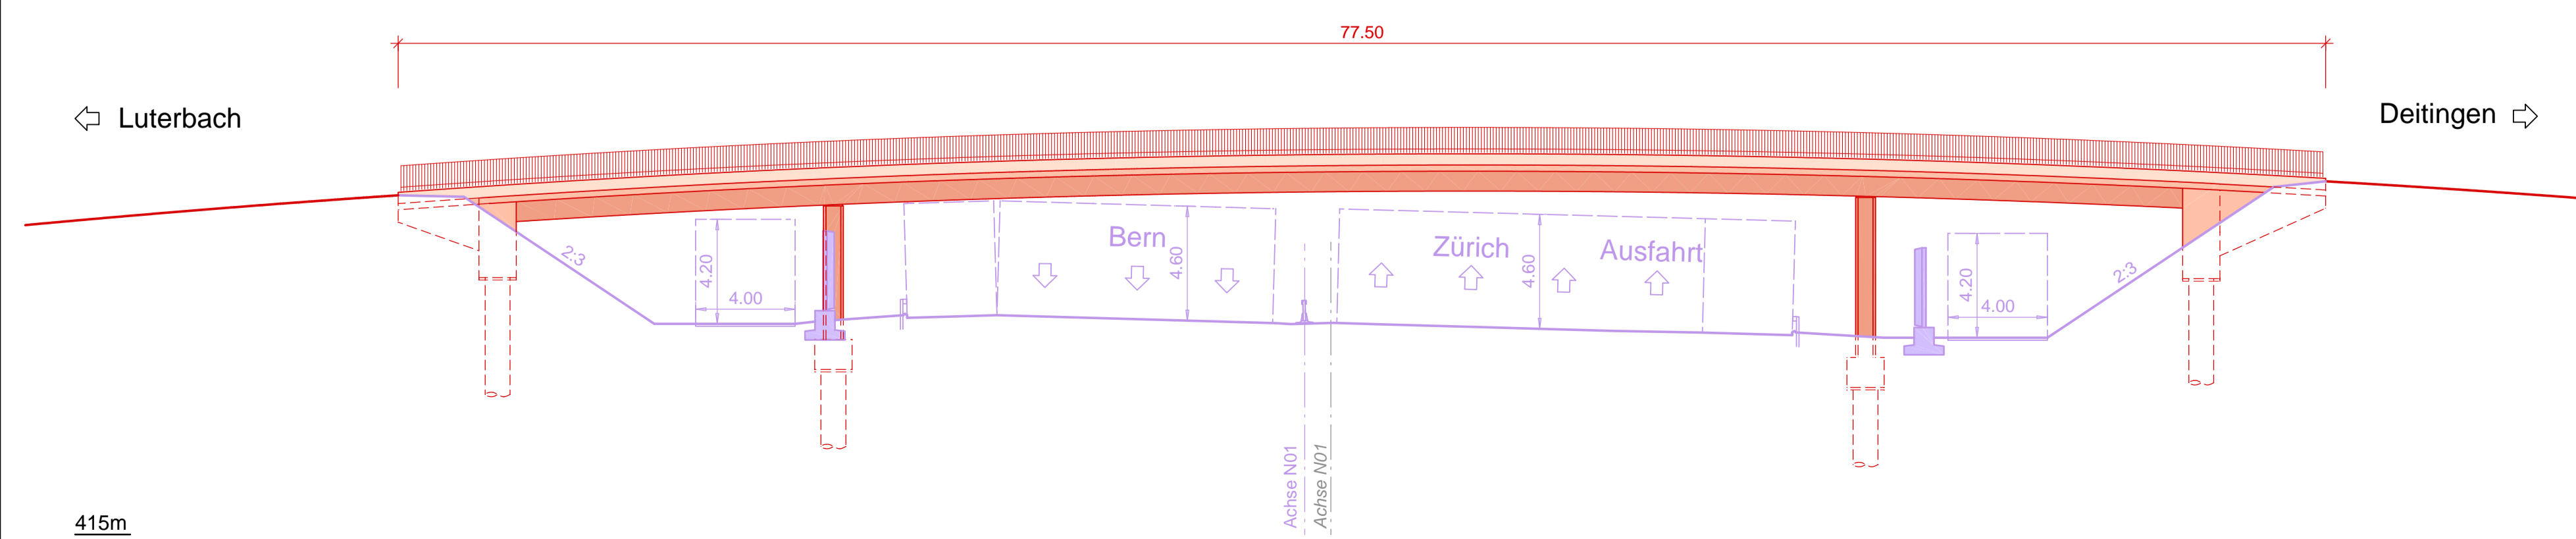 77.50
Luterbach
Deitingen
2:3
4.20
4.00
Bern
4.60
Zürich
4.60
Ausfahrt
4.20
4.00
2:3
Achse N01
Achse N01
415m